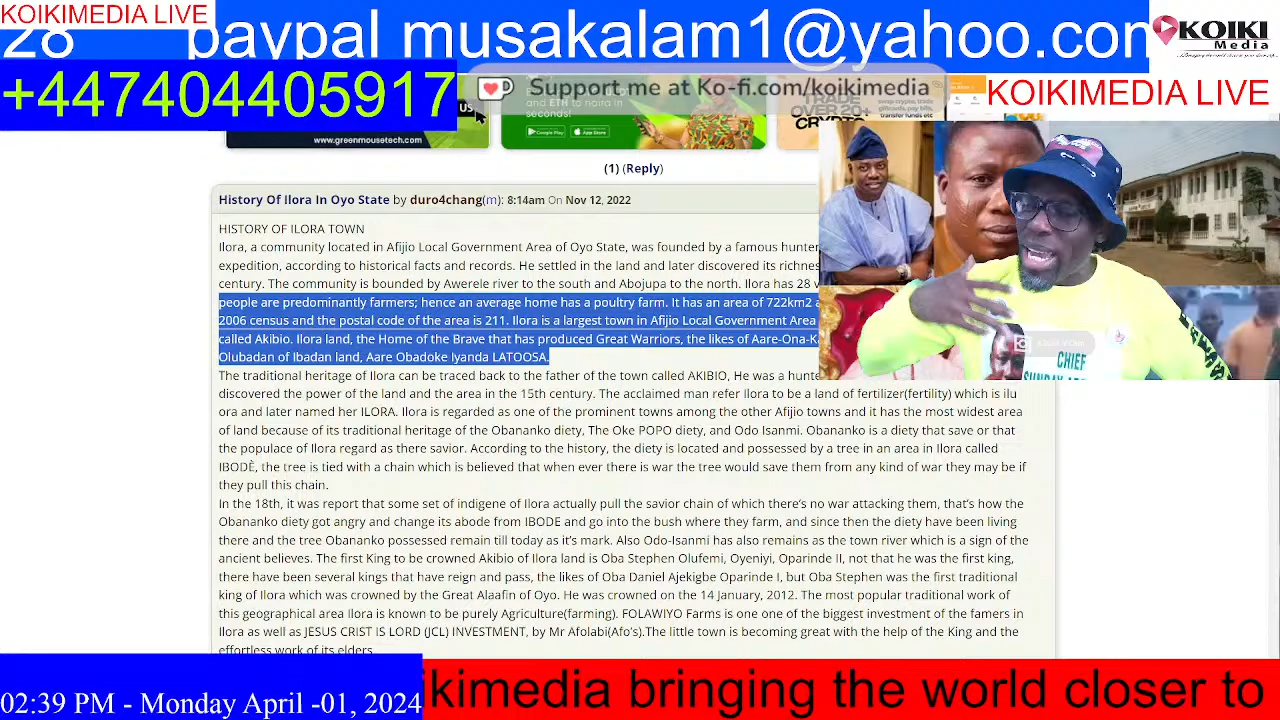 KOIKIMEDIA LIVE
28 paypal musakalam1@yahoo.com
KOIKI
Media
+447404405917
Support me at Ko-fi.com/koikimedia
KOIKIMEDIA LIVE
US
and ETH to naira in
seconds!
Google Play App Store
www.greenmousetech.com
TRADE
OVER 20+
CRYPTO
(1) (Reply)
History Of Ilora In Oyo State by duro4chang(m): 8:14am On Nov 12, 2022
HISTORY OF ILORA TOWN
Ilora, a community located in Afijio Local Government Area of Oyo State, was founded by a famous hunter
expedition, according to historical facts and records. He settled in the land and later discovered its richnes
century. The community is bounded by Awerele river to the south and Abojupa to the north. Ilora has 28
people are predominantly farmers; hence an average home has a poultry farm. It has an area of 722km2
2006 census and the postal code of the area is 211. Ilora is a largest town in Afijio Local Government Area
called Akibio. Ilora land, the Home of the Brave that has produced Great Warriors, the likes of Aare-Ona-K
Olubadan of Ibadan land, Aare Obadoke Iyanda LATOOSA.
The traditional heritage of Ilora can be traced back to the father of the town called AKIBIO, He was a hunte
discovered the power of the land and the area in the 15th century. The acclaimed man refer Ilora to be a land of fertilizer(fertility) which is ilu
ora and later named her ILORA. Ilora is regarded as one of the prominent towns among the other Afijio towns and it has the most widest area
of land because of its traditional heritage of the Obananko diety, The Oke POPO diety, and Odo Isanmi. Obananko is a diety that save or that
the populace of Ilora regard as there savior. According to the history, the diety is located and possessed by a tree in an area in Ilora called
IBODÈ, the tree is tied with a chain which is believed that when ever there is war the tree would save them from any kind of war they may be if
they pull this chain.
In the 18th, it was report that some set of indigene of Ilora actually pull the savior chain of which there's no war attacking them, that's how the
Obananko diety got angry and change its abode from IBODE and go into the bush where they farm, and since then the diety have been living
there and the tree Obananko possessed remain till today as it's mark. Also Odo-Isanmi has also remains as the town river which is a sign of the
ancient believes. The first King to be crowned Akibio of Ilora land is Oba Stephen Olufemi, Oyeniyi, Oparinde II, not that he was the first king,
there have been several kings that have reign and pass, the likes of Oba Daniel Ajekigbe Oparinde I, but Oba Stephen was the first traditional
king of Ilora which was crowned by the Great Alaafin of Oyo. He was crowned on the 14 January, 2012. The most popular traditional work of
this geographical area Ilora is known to be purely Agriculture(farming). FOLAWIYO Farms is one one of the biggest investment of the famers in
Ilora as well as JESUS CRIST IS LORD (JCL) INVESTMENT, by Mr Afolabi(Afo's).The little town is becoming great with the help of the King and the
effortless work of its elders.
CHIEF
02:39 PM - Monday April -01, 2024
ikimedia bringing the world closer to